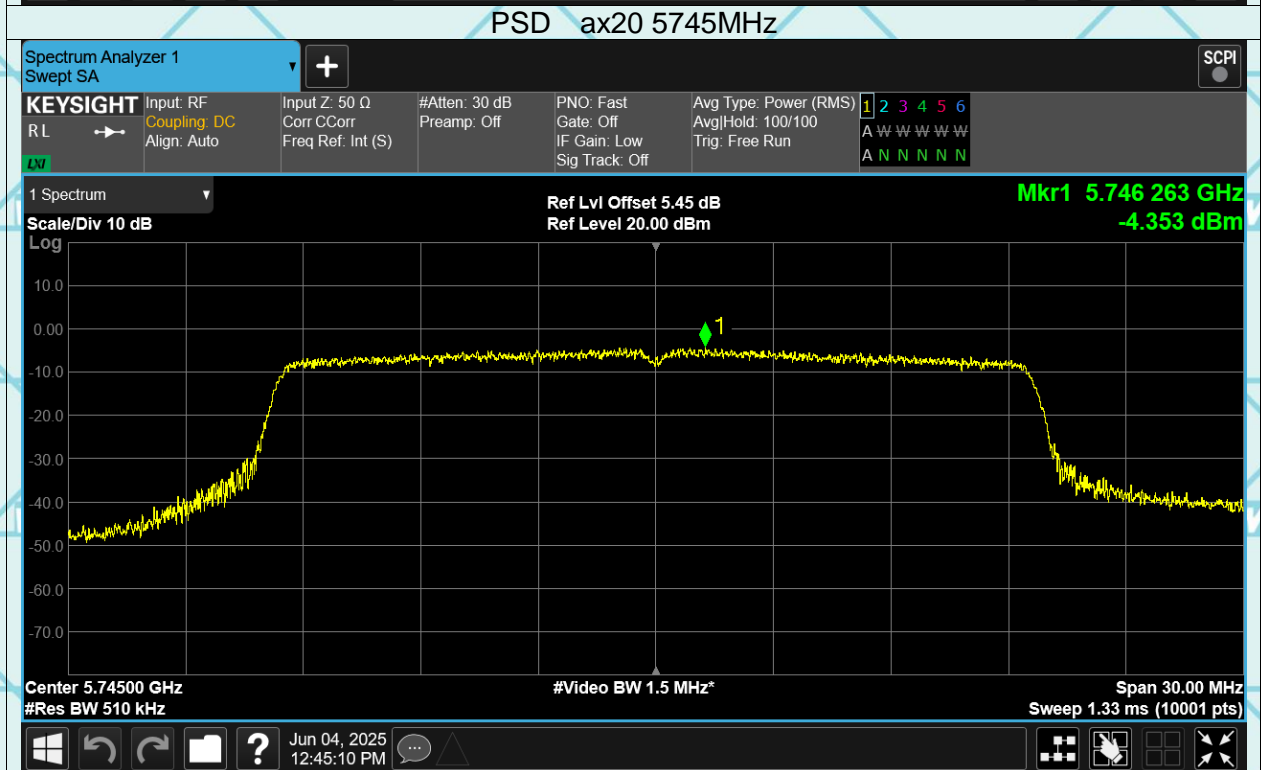 PSD ax20 5745MHz
Spectrum Analyzer 1
Swept SA
SCPI
KEYSIGHT
R L
LXI
Input: RF
Coupling: DC
Align: Auto
Input Z: 50 Ω
Corr CCorr
Freq Ref: Int (S)
#Atten: 30 dB
Preamp: Off
PNO: Fast
Gate: Off
IF Gain: Low
Sig Track: Off
Avg Type: Power (RMS)
Avg|Hold: 100/100
Trig: Free Run
1 2 3 4 5 6
A W W W W W
A N N N N N
1 Spectrum
Scale/Div 10 dB
Ref Lvl Offset 5.45 dB
Ref Level 20.00 dBm
Mkr1 5.746 263 GHz
-4.353 dBm
Log
10.0
0.00
-10.0
-20.0
-30.0
-40.0
-50.0
-60.0
-70.0
1
Center 5.74500 GHz
#Res BW 510 kHz
#Video BW 1.5 MHz*
Span 30.00 MHz
Sweep 1.33 ms (10001 pts)
?
Jun 04, 2025
12:45:10 PM